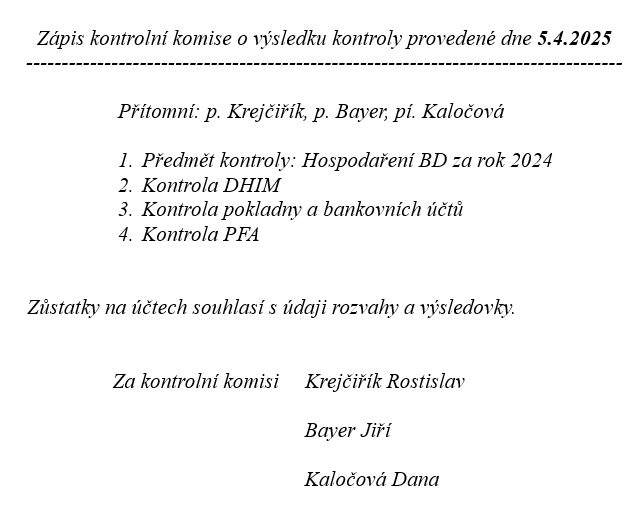 Zápis kontrolní komise o výsledku kontroly provedené dne 5.4.2025
------------------------------------------------------------------------------------
Přítomní: p. Krejčiřík, p. Bayer, pí. Kaločová
1. Předmět kontroly: Hospodaření BD za rok 2024
2. Kontrola DHIM
3. Kontrola pokladny a bankovních účtů
4. Kontrola PFA
Zůstatky na účtech souhlasí s údaji rozvahy a výsledovky.
Za kontrolní komisi Krejčiřík Rostislav
Bayer Jiří
Kaločová Dana